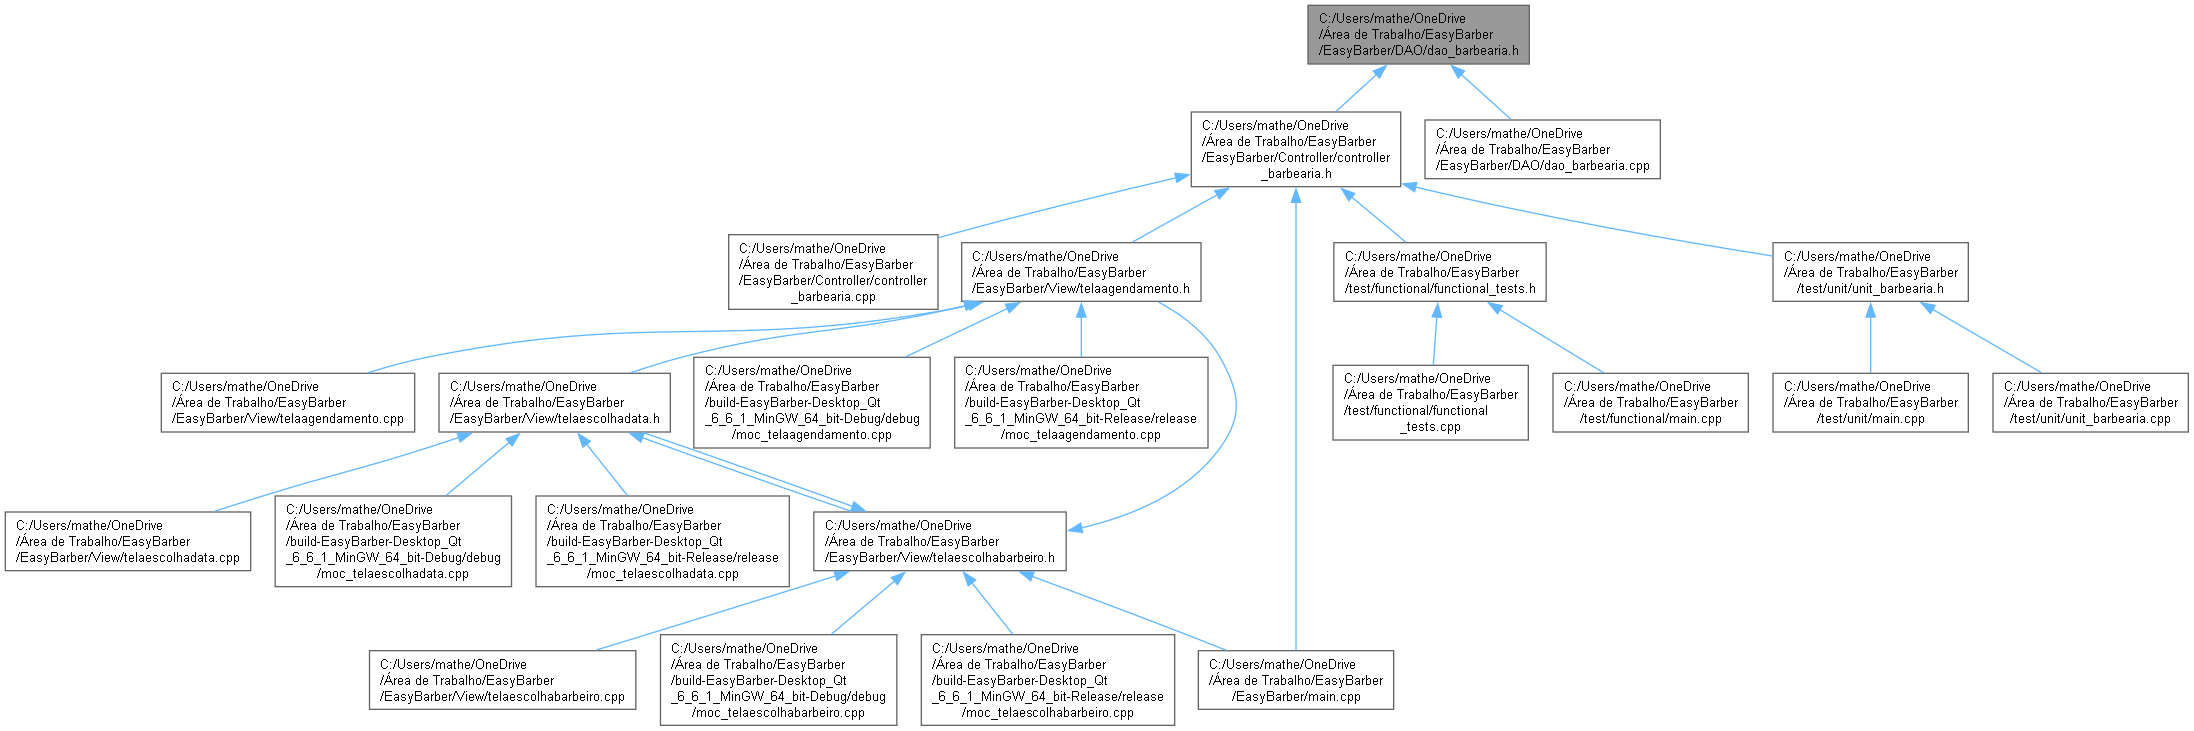 C:/Users/mathe/OneDrive
/Área de Trabalho/EasyBarber
/EasyBarber/DAO/dao_barbearia.h
C:/Users/mathe/OneDrive
/Área de Trabalho/EasyBarber
/EasyBarber/Controller/controller
_barbearia.h
C:/Users/mathe/OneDrive
/Área de Trabalho/EasyBarber
/EasyBarber/DAO/dao_barbearia.cpp
C:/Users/mathe/OneDrive
/Área de Trabalho/EasyBarber
/EasyBarber/Controller/controller
_barbearia.cpp
C:/Users/mathe/OneDrive
/Área de Trabalho/EasyBarber
/EasyBarber/View/telaagendamento.h
C:/Users/mathe/OneDrive
/Área de Trabalho/EasyBarber
/test/functional/functional_tests.h
C:/Users/mathe/OneDrive
/Área de Trabalho/EasyBarber
/test/unit/unit_barbearia.h
C:/Users/mathe/OneDrive
/Área de Trabalho/EasyBarber
/EasyBarber/View/telaagendamento.cpp
C:/Users/mathe/OneDrive
/Área de Trabalho/EasyBarber
/EasyBarber/View/telaescolhadata.h
C:/Users/mathe/OneDrive
/Área de Trabalho/EasyBarber
/build-EasyBarber-Desktop_Qt
_6_6_1_MinGW_64_bit-Debug/debug
/moc_telaagendamento.cpp
C:/Users/mathe/OneDrive
/Área de Trabalho/EasyBarber
/build-EasyBarber-Desktop_Qt
_6_6_1_MinGW_64_bit-Release/release
/moc_telaagendamento.cpp
C:/Users/mathe/OneDrive
/Área de Trabalho/EasyBarber
/test/functional/functional
_tests.cpp
C:/Users/mathe/OneDrive
/Área de Trabalho/EasyBarber
/test/functional/main.cpp
C:/Users/mathe/OneDrive
/Área de Trabalho/EasyBarber
/test/unit/main.cpp
C:/Users/mathe/OneDrive
/Área de Trabalho/EasyBarber
/test/unit/unit_barbearia.cpp
C:/Users/mathe/OneDrive
/Área de Trabalho/EasyBarber
/EasyBarber/View/telaescolhadata.cpp
C:/Users/mathe/OneDrive
/Área de Trabalho/EasyBarber
/build-EasyBarber-Desktop_Qt
_6_6_1_MinGW_64_bit-Debug/debug
/moc_telaescolhadata.cpp
C:/Users/mathe/OneDrive
/Área de Trabalho/EasyBarber
/build-EasyBarber-Desktop_Qt
_6_6_1_MinGW_64_bit-Release/release
/moc_telaescolhadata.cpp
C:/Users/mathe/OneDrive
/Área de Trabalho/EasyBarber
/EasyBarber/View/telaescolhabarbeiro.h
C:/Users/mathe/OneDrive
/Área de Trabalho/EasyBarber
/EasyBarber/View/telaescolhabarbeiro.cpp
C:/Users/mathe/OneDrive
/Área de Trabalho/EasyBarber
/build-EasyBarber-Desktop_Qt
_6_6_1_MinGW_64_bit-Debug/debug
/moc_telaescolhabarbeiro.cpp
C:/Users/mathe/OneDrive
/Área de Trabalho/EasyBarber
/build-EasyBarber-Desktop_Qt
_6_6_1_MinGW_64_bit-Release/release
/moc_telaescolhabarbeiro.cpp
C:/Users/mathe/OneDrive
/Área de Trabalho/EasyBarber
/EasyBarber/main.cpp